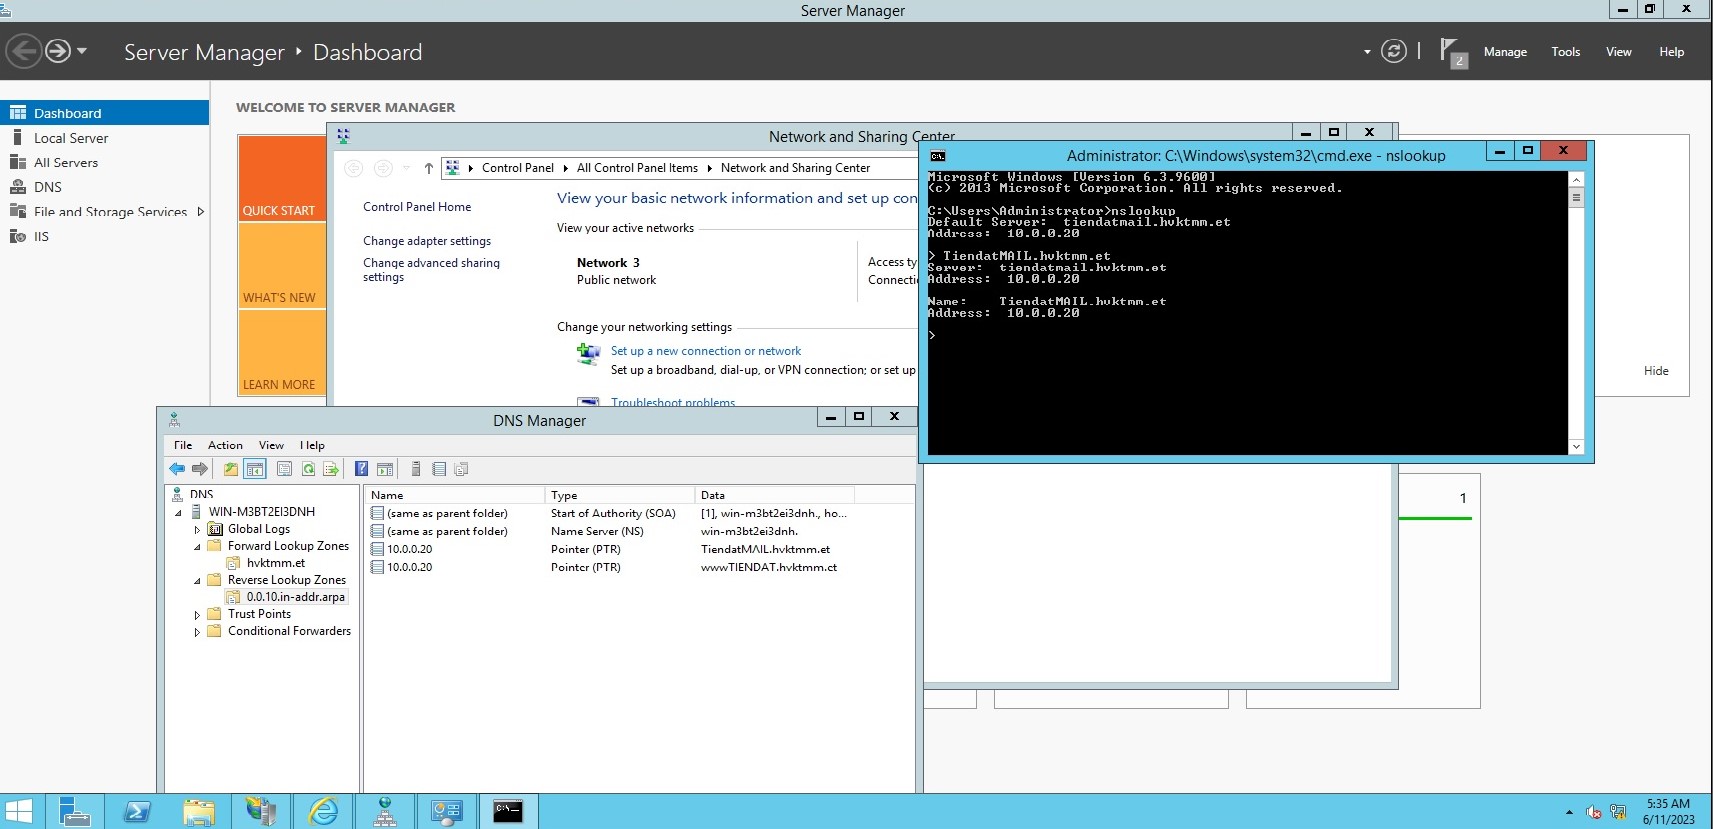 Server Manager
Server Manager
Dashboard
2
Manage
Tools
View
Help
Dashboard
Local Server
All Servers
DNS
File and Storage Services
IIS
WELCOME TO SERVER MANAGER
QUICK START
WHAT'S NEW
LEARN MORE
Hide
1
Network and Sharing Center
Control Panel
All Control Panel Items
Network and Sharing Center
Control Panel Home
Change adapter settings
Change advanced sharing
settings
View your basic network information and set up con
View your active networks
Network 3
Public network
Access ty
Connecti
Change your networking settings
Set up a new connection or network
Set up a broadband, dial-up, or VPN connection; or set up
Troubleshoot problems
Administrator: C:\Windows\system32\cmd.exe - nslookup
Microsoft Windows [Version 6.3.9600]
(c) 2013 Microsoft Corporation. All rights reserved.
C:\Users\Administrator>nslookup
Default Server:  tiendatmail.hvktmm.et
Address:  10.0.0.20
> TiendatMAIL.hvktmm.et
Server:  tiendatmail.hvktmm.et
Address:  10.0.0.20
Name:    TiendatMAIL.hvktmm.et
Address:  10.0.0.20
>
DNS Manager
File Action View Help
DNS
WIN-M3BT2EI3DNH
Global Logs
Forward Lookup Zones
hvktmm.et
Reverse Lookup Zones
0.0.10.in-addr.arpa
Trust Points
Conditional Forwarders
Name Type Data
(same as parent folder) Start of Authority (SOA) [1], win-m3bt2ei3dnh., ho...
(same as parent folder) Name Server (NS) win-m3bt2ei3dnh.
10.0.0.20 Pointer (PTR) TiendatMAIL.hvktmm.et
10.0.0.20 Pointer (PTR) wwwTIENDAT.hvktmm.et
5:35 AM
6/11/2023